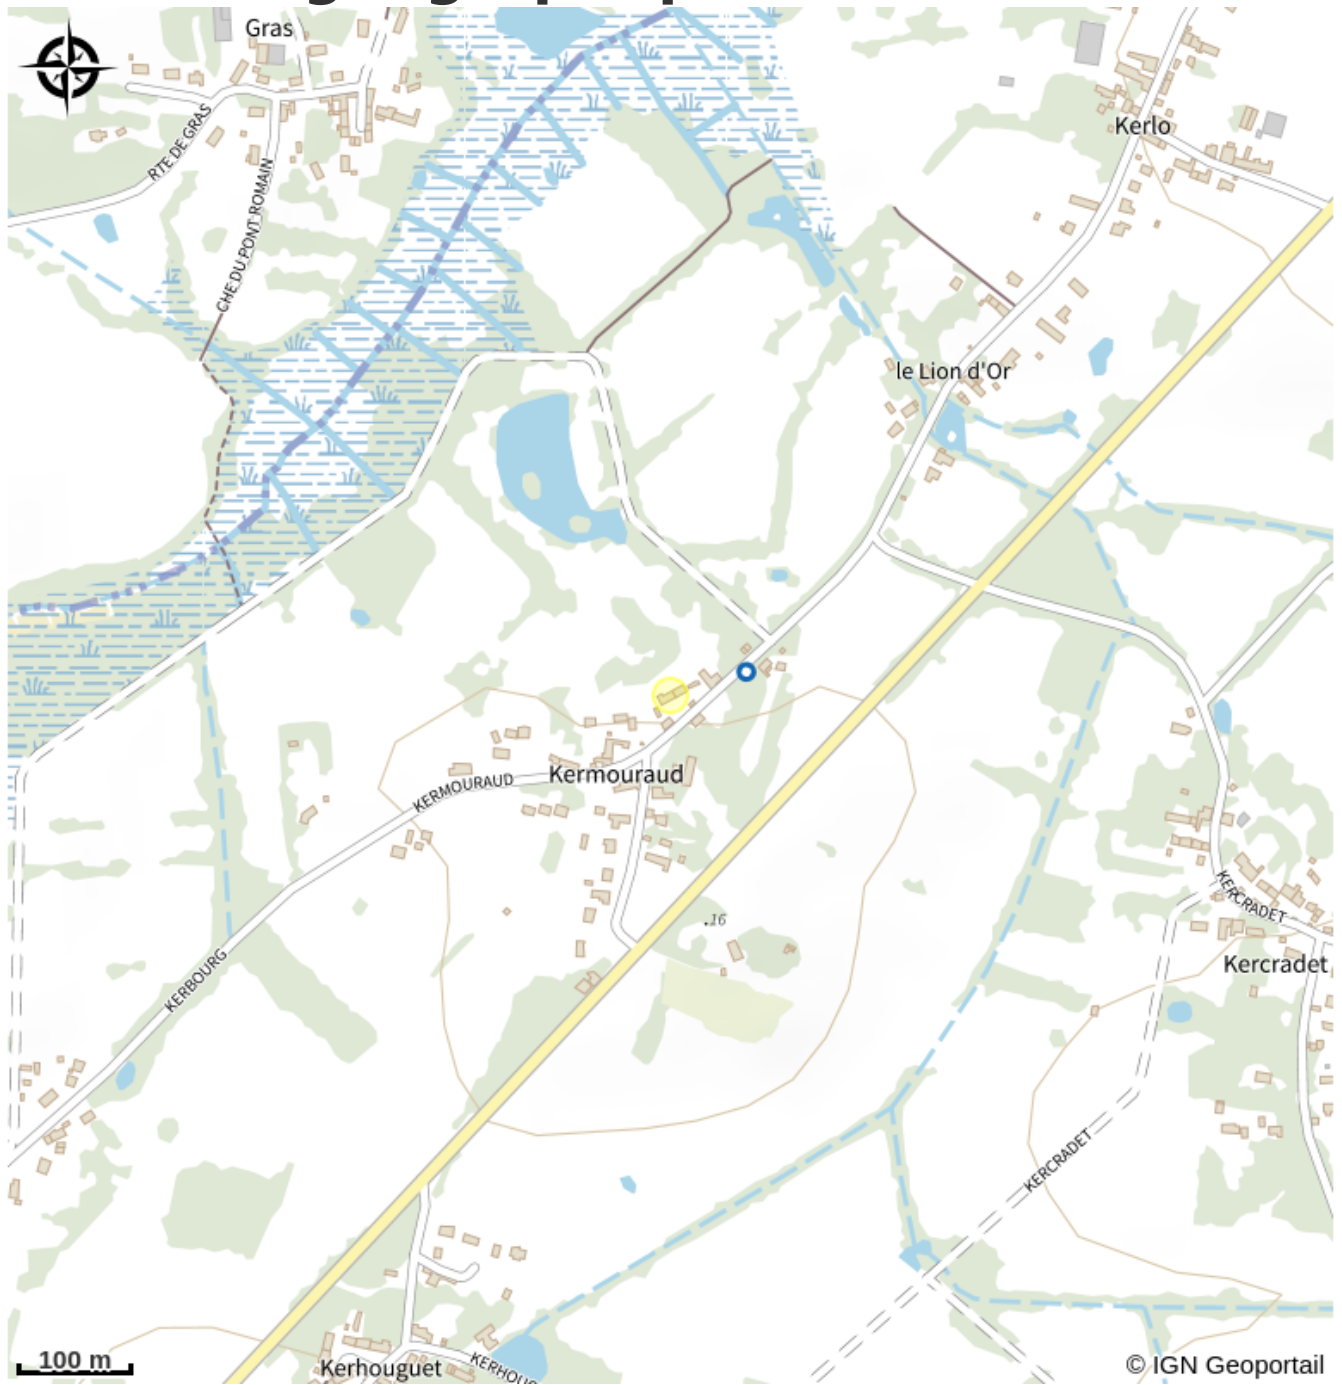 Gras
Kerlo
RTE DE GRAS
CHE DU PONT ROMAIN
le Lion d'Or
Kermouraud
KERMOURAUD
KERCRADET
.16
Kercradet
KERBOURG
KERCRADET
100 m
Kerhouguet
KERHOUG
© IGN Geoportail